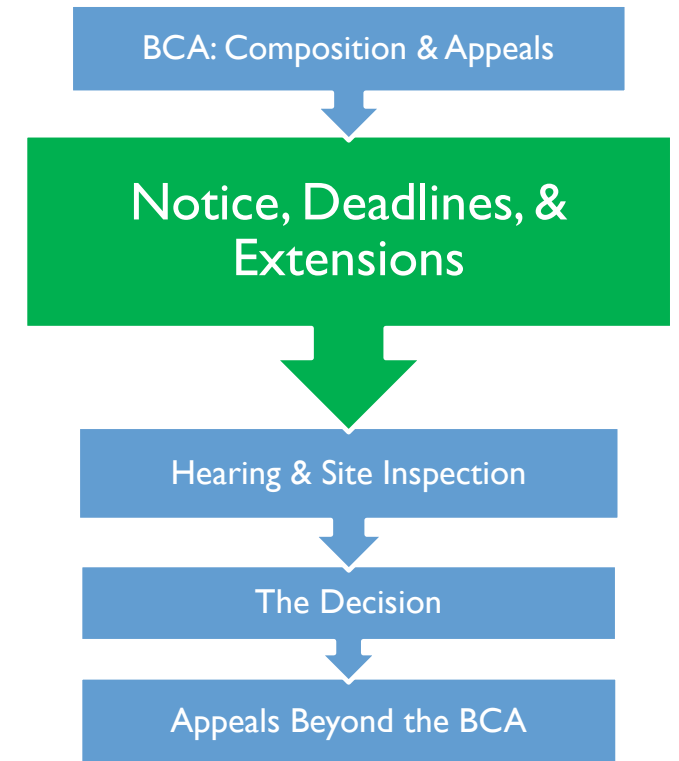 BCA: Composition & Appeals
Notice, Deadlines, &
Extensions
Hearing & Site Inspection
The Decision
Appeals Beyond the BCA